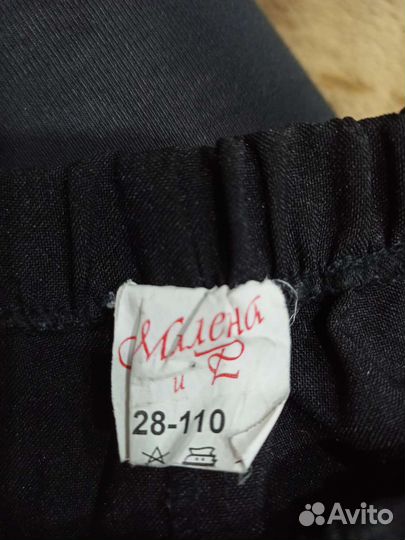 Малена
и Е
28-110
Avito